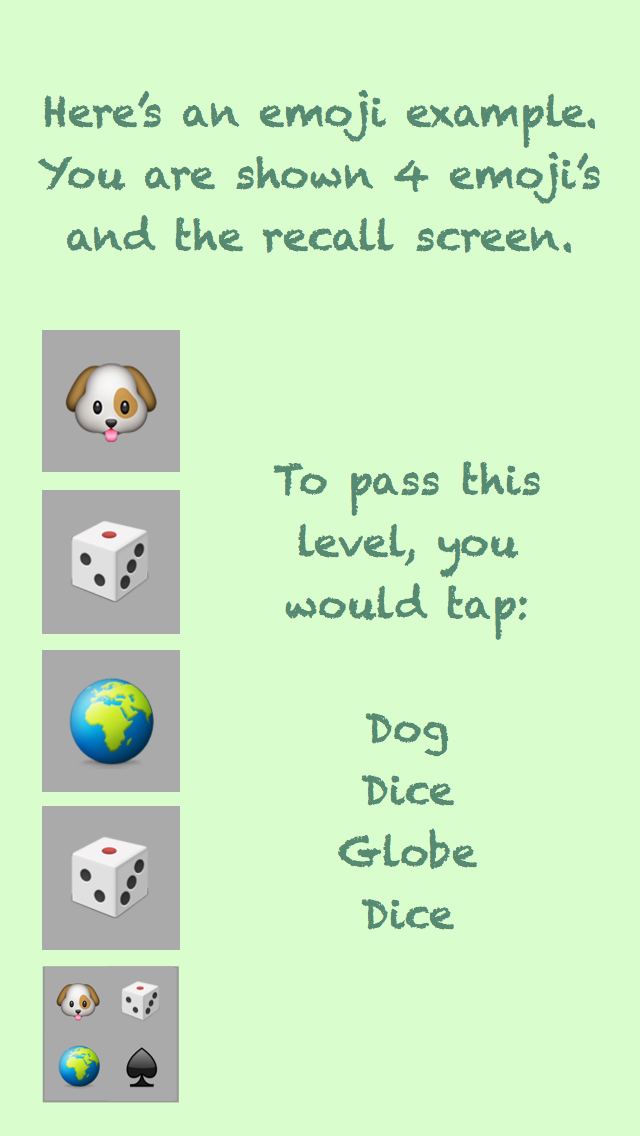 Here's an emoji example.
You are shown 4 emoji's
and the recall screen.
To pass this
level, you
would tap:
Dog
Dice
Globe
Dice